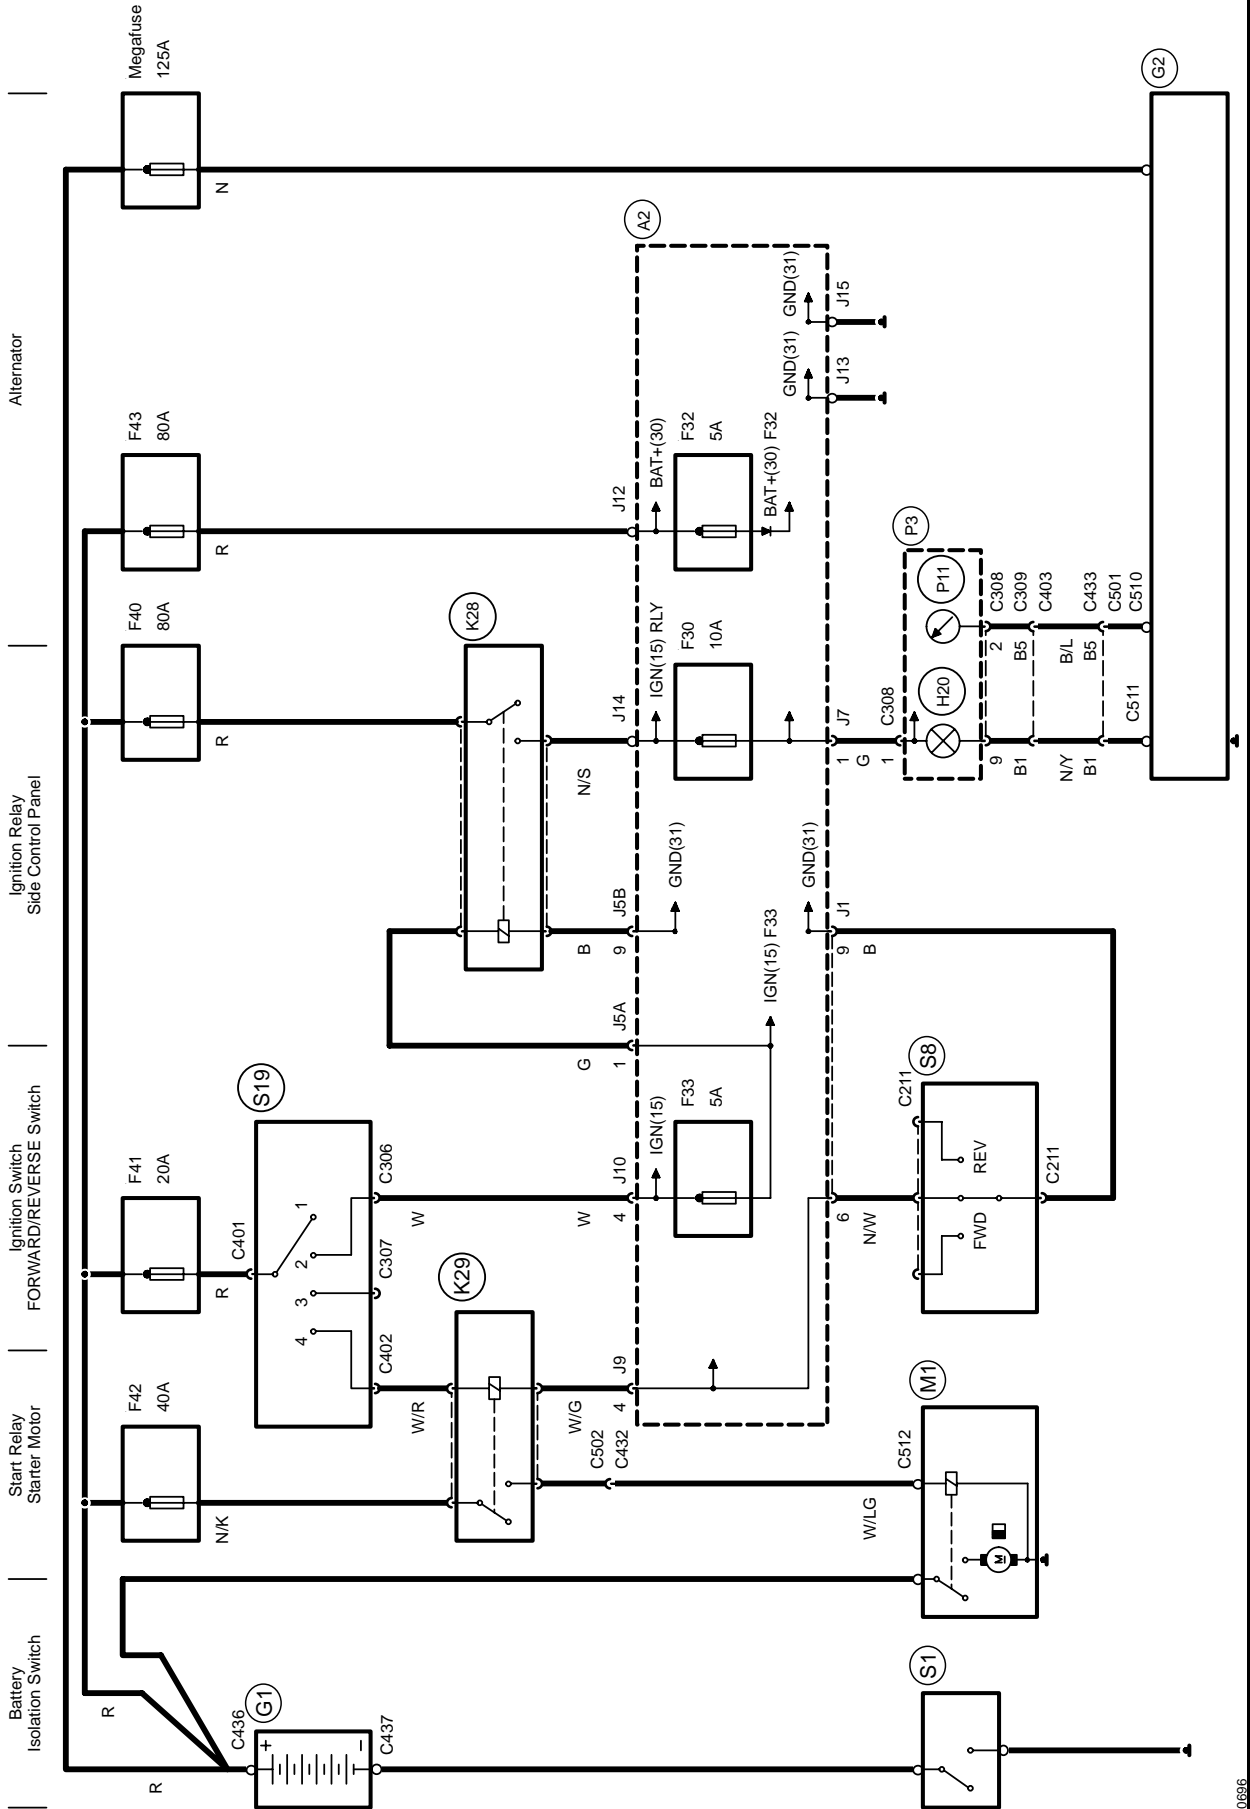 Battery
Isolation Switch
Start Relay
Starter Motor
Ignition Switch
FORWARD/REVERSE Switch
Ignition Relay
Side Control Panel
Alternator
R
R
C436
G1
+
–
C437
S1
F42
40A
N/K
F41
20A
R
C401
S19
4
3
2
1
C402
C307
C306
W/R
K29
W
W/G
4
J9
C502
C432
W
4
J10
IGN(15)
F33
5A
G
1
J5A
IGN(15) F33
B
9
J5B
GND(31)
K28
F40
80A
R
N/S
J14
IGN(15) RLY
F30
10A
F43
80A
R
J12
BAT+(30)
F32
5A
BAT+(30) F32
Megafuse
125A
N
A2
GND(31)
J13
GND(31)
J15
GND(31)
J1
9
B
6
N/W
C211
S8
FWD
REV
C211
W/LG
C512
M1
M
J7
1
G
1
C308
P3
H20
P11
9
B1
N/Y
B1
C511
2
B5
B/L
B5
C308
C309
C403
C433
C501
C510
G2
0696